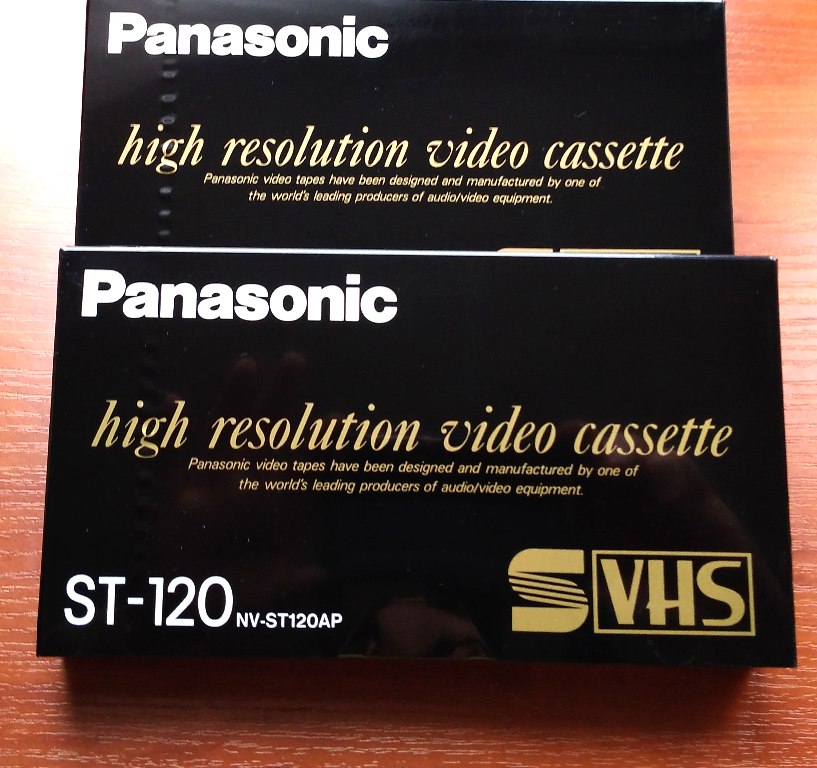 Panasonic
high resolution video cassette
Panasonic video tapes have been designed and manufactured by one of
the world's leading producers of audio/video equipment.
Panasonic
high resolution video cassette
Panasonic video tapes have been designed and manufactured by one of
the world's leading producers of audio/video equipment.
ST-120 NV-ST120AP
S VHS